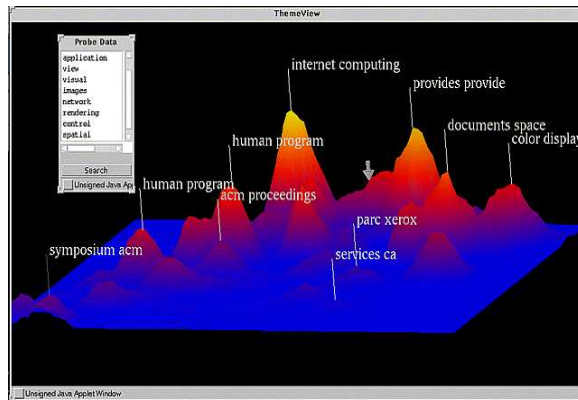 ThemeView
Probe Data
application
view
visual
images
network
rendering
control
spatial
Search
Unsigned Java Appl
internet computing
provides provide
human program
documents space
color display
human program
acm proceedings
parc xerox
symposium acm
services ca
Unsigned Java Applet Window